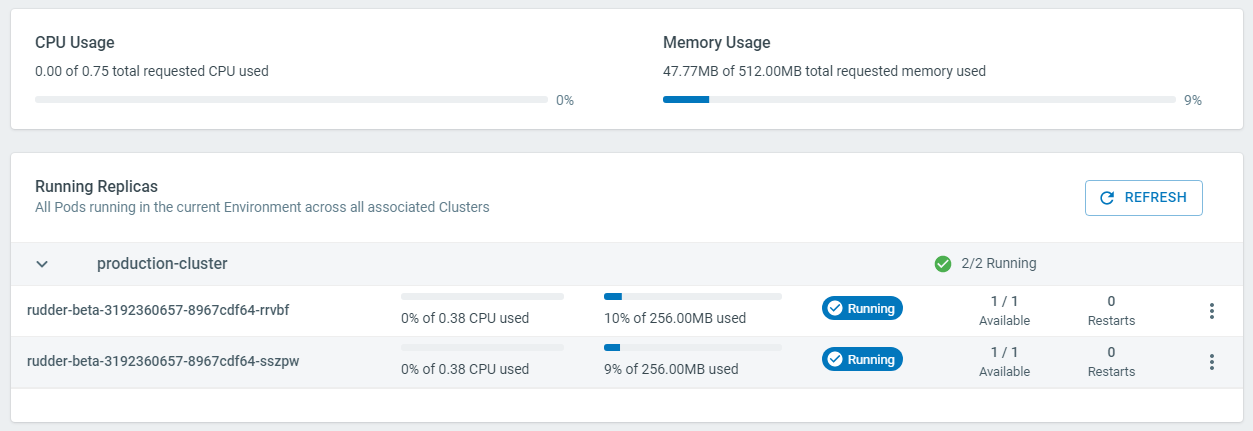 CPU Usage
0.00 of 0.75 total requested CPU used
0%
Memory Usage
47.77MB of 512.00MB total requested memory used
9%
Running Replicas
All Pods running in the current Environment across all associated Clusters
REFRESH
production-cluster
2/2 Running
rudder-beta-3192360657-8967cdf64-rrvbf
0% of 0.38 CPU used
10% of 256.00MB used
Running
1 / 1
Available
0
Restarts
rudder-beta-3192360657-8967cdf64-sszpw
0% of 0.38 CPU used
9% of 256.00MB used
Running
1 / 1
Available
0
Restarts